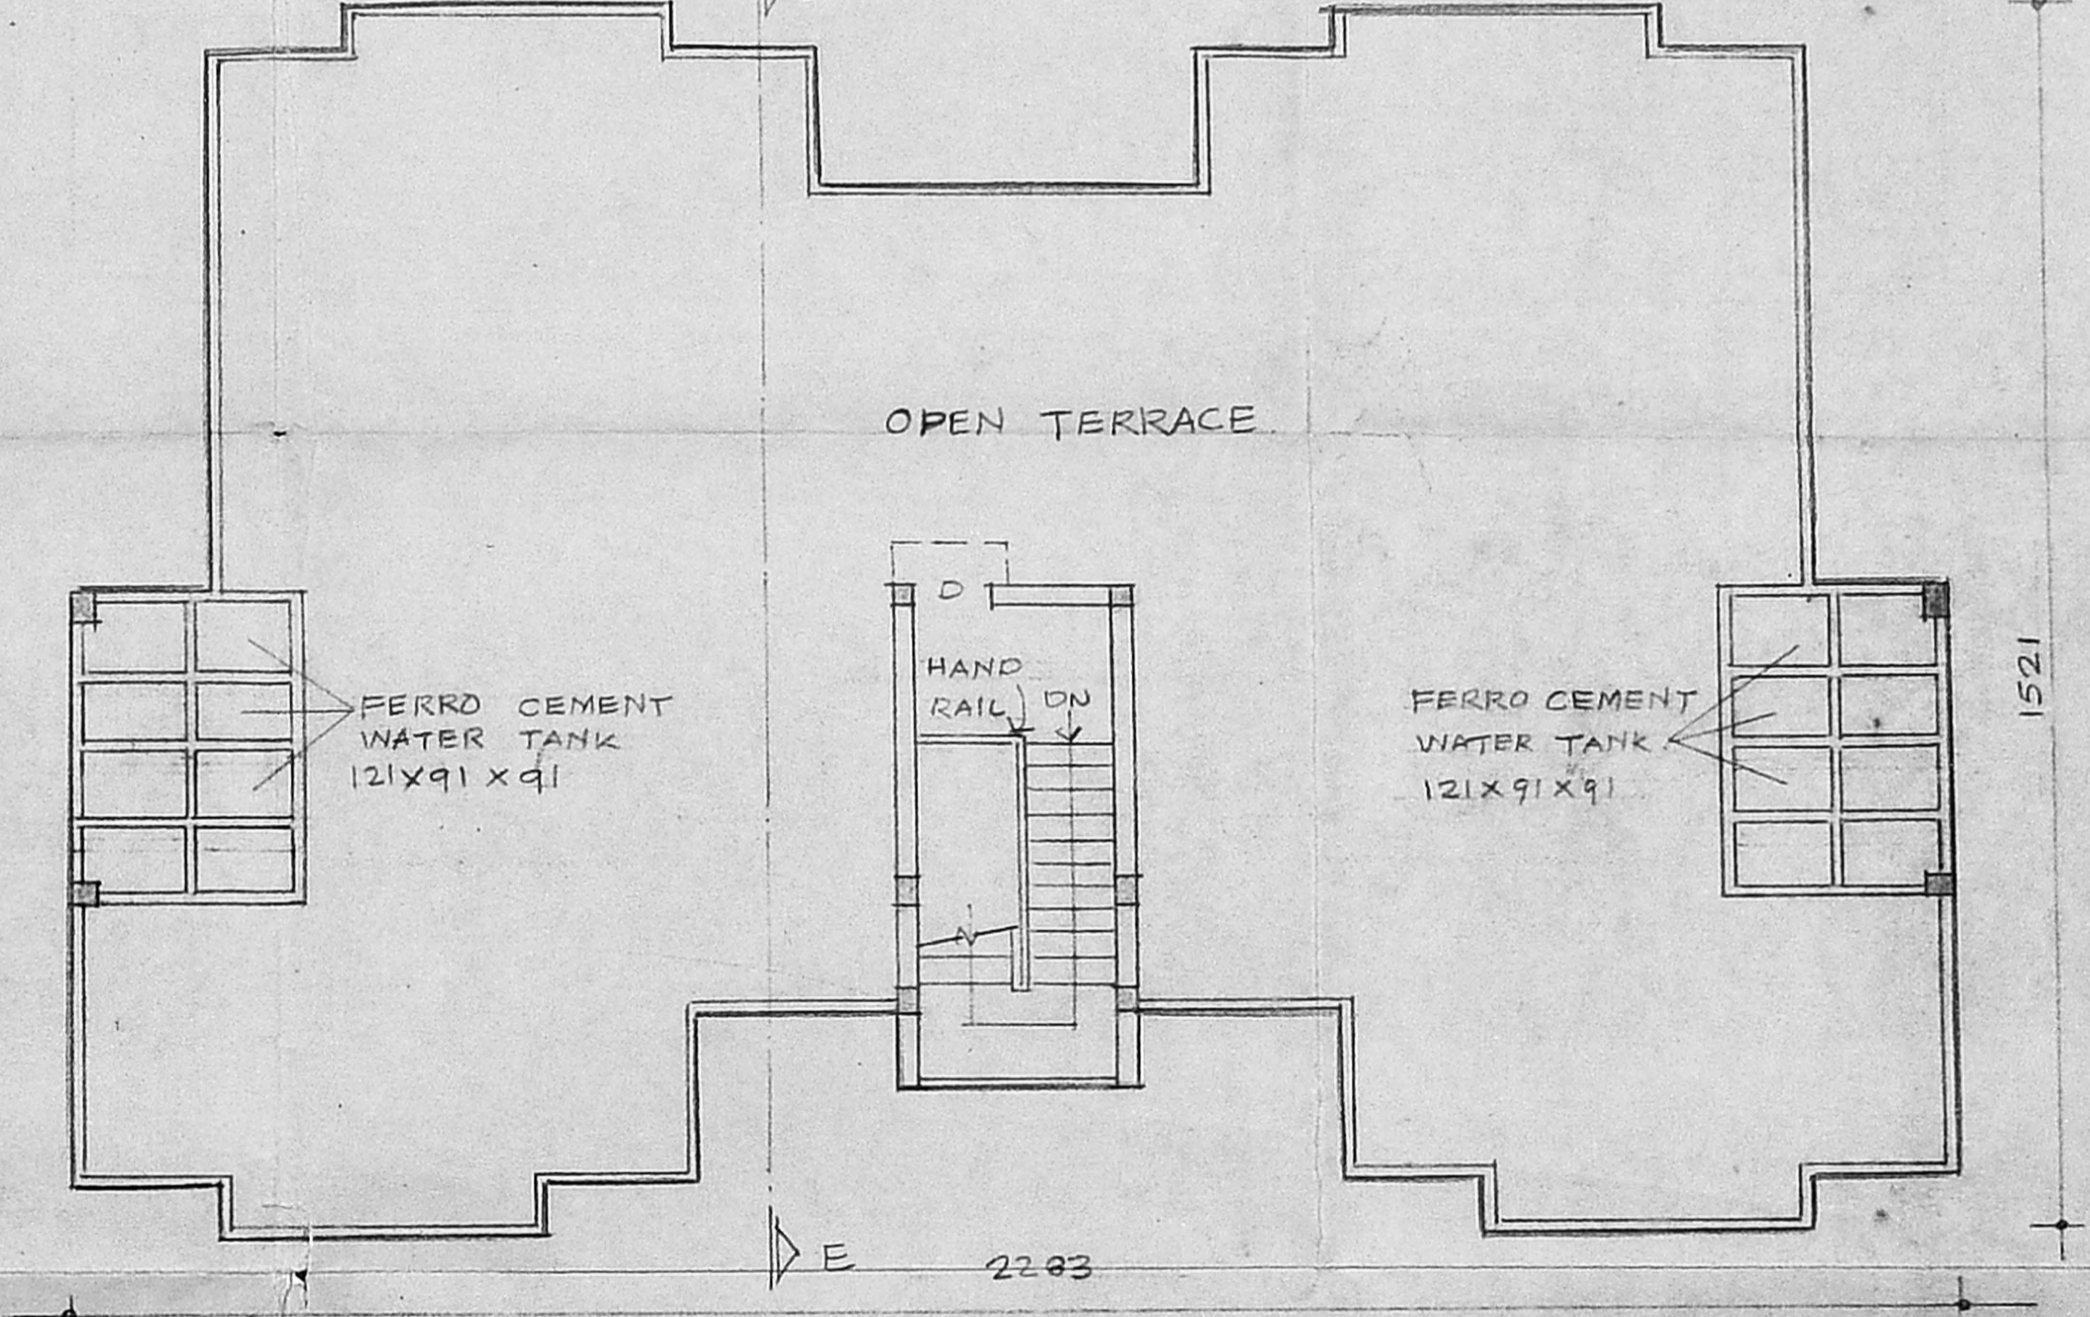 OPEN TERRACE
D
HAND
RAIL
DN
FERRO CEMENT
WATER TANK
121X91X91
FERRO CEMENT
WATER TANK
121X91X91
1521
E
2283